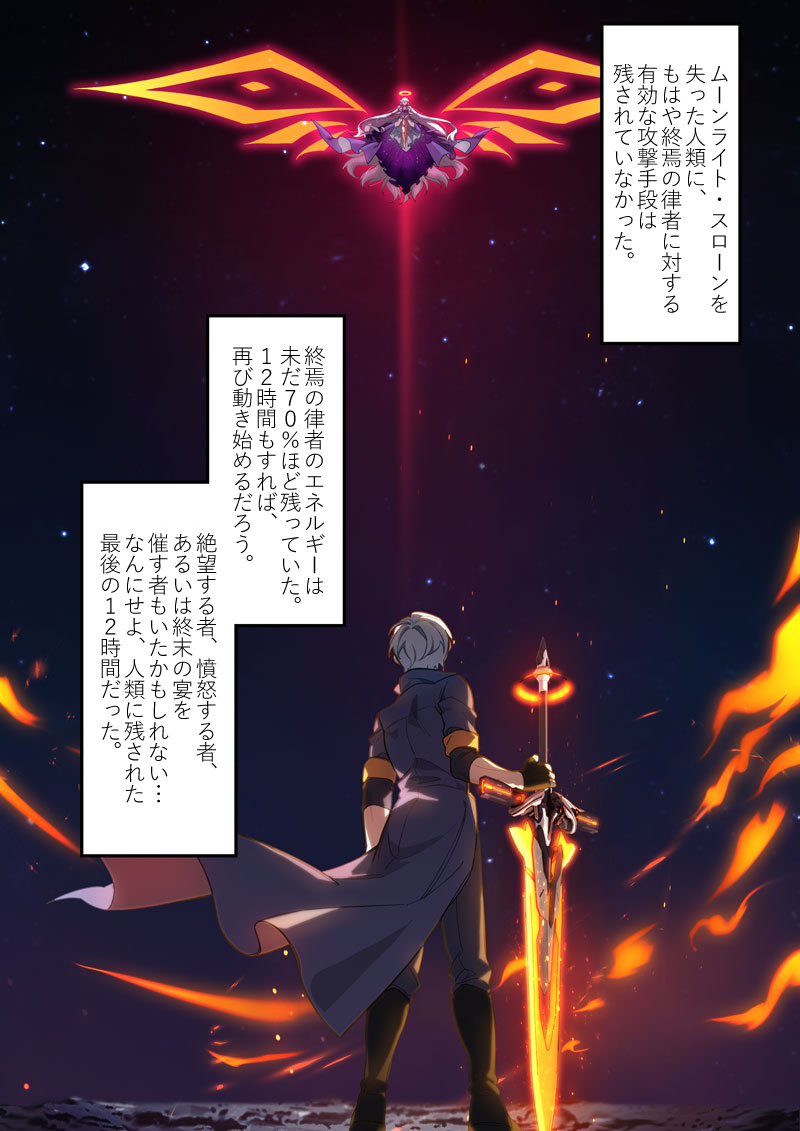 ムーンライト・スローンを
失った人類に、
もはや終焉の律者に対する
有効な攻撃手段は
残されていなかった。
終焉の律者のエネルギーは
未だ70%ほど残っていた。
12時間もすれば、
再び動き始めるだろう。
絶望する者、憤怒する者、
あるいは終末の宴を
催す者もいたかもしれない…
なんにせよ、人類に残された
最後の12時間だった。